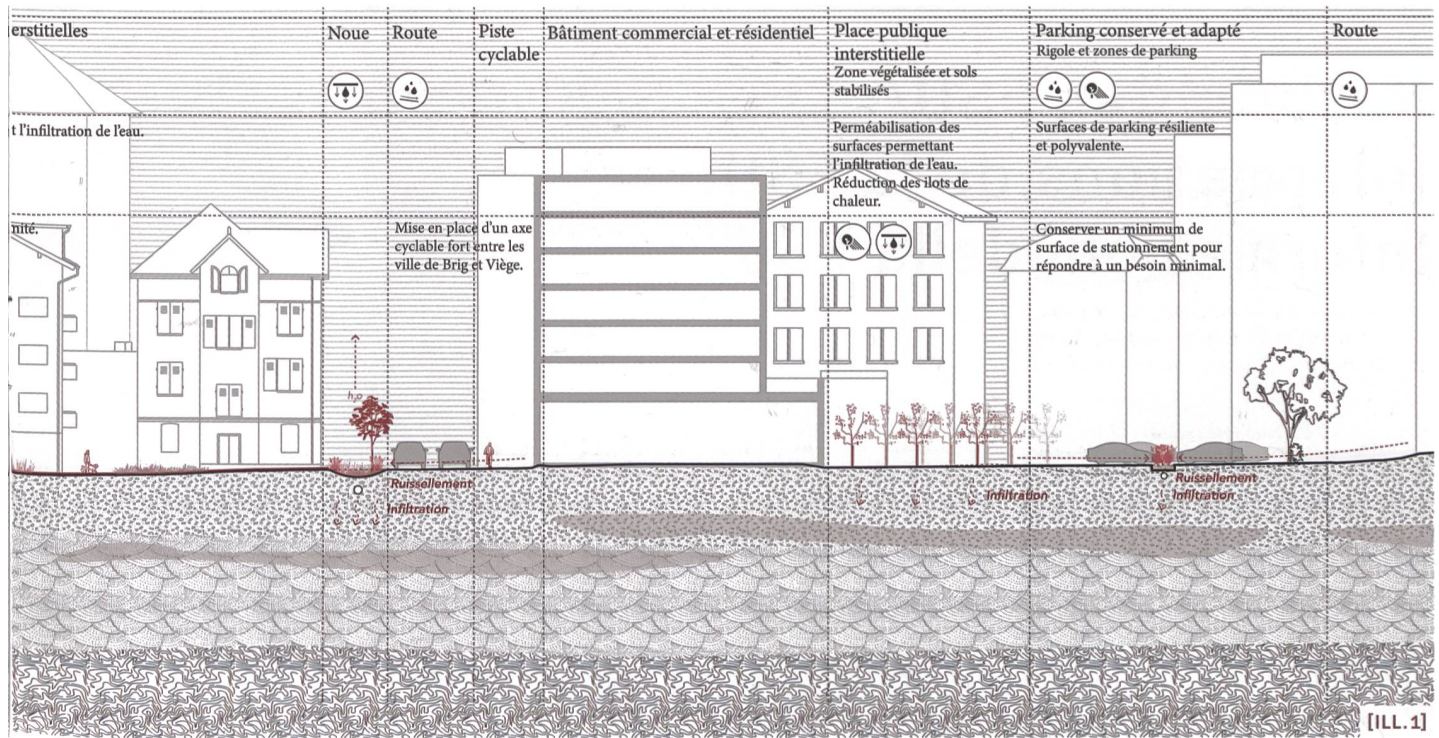 erstitielles
Noue
Route
Piste
cyclable
Bâtiment commercial et résidentiel
Place publique
interstitielle
Zone végétalisée et sols
stabilisés
Parking conservé et adapté
Rigole et zones de parking
Route
t l'infiltration de l'eau.
Perméabilisation des
surfaces permettant
l'infiltration de l'eau.
Réduction des ilots de
chaleur.
Surfaces de parking résiliente
et polyvalente.
nité.
Mise en place d'un axe
cyclable fort entre les
ville de Brig et Viège.
Conserver un minimum de
surface de stationnement pour
répondre à un besoin minimal.
h₂o
Ruissellement
Infiltration
Infiltration
Ruissellement
Infiltration
[ILL.1]